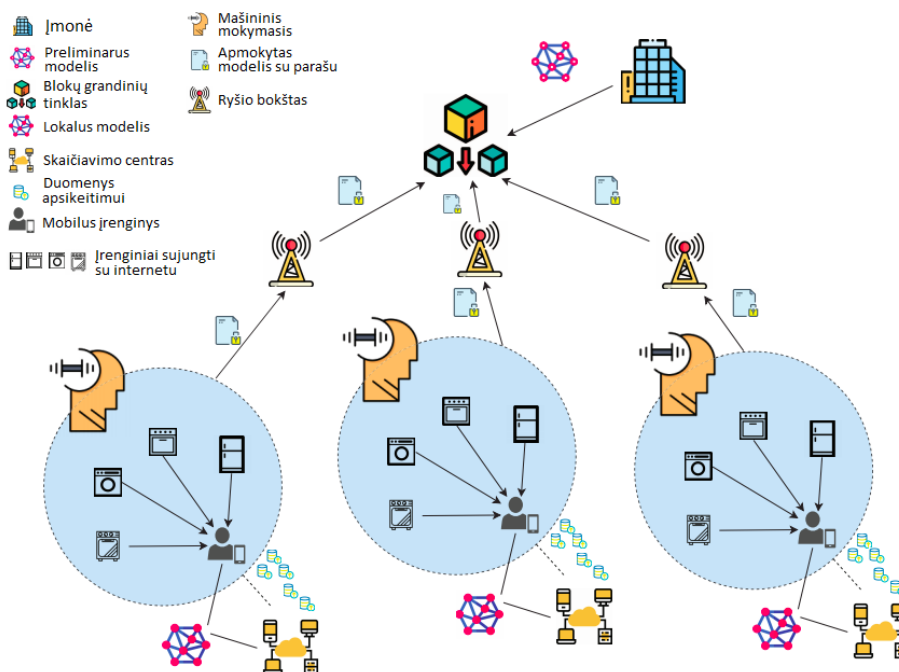 Įmonė
Preliminarus
modelis
Blokų grandinių
tinklas
Lokalus modelis
Skaičiavimo centras
Duomenys
apsikeitimui
Mobilus įrenginys
Įrenginiai sujungti
su internetu
Mašininis
mokymasis
Apmokytas
modelis su parašu
Ryšio bokštas